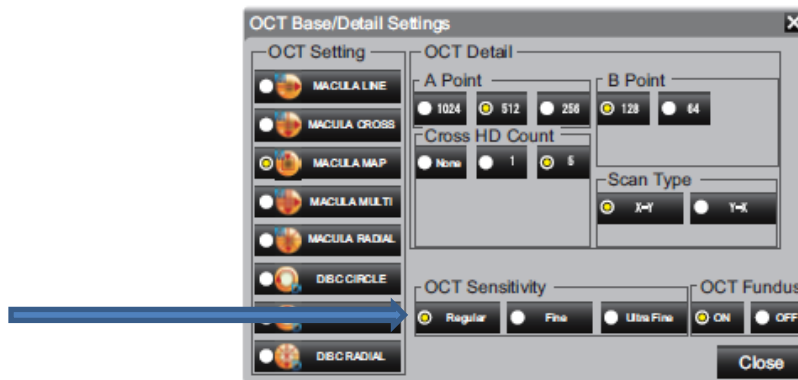 OCT Base/Detail Settings
X
OCT Setting
MACULA LINE
MACULA CROSS
MACULA MAP
MACULA MULTI
MACULA RADIAL
DISC CIRCLE
DISC RADIAL
OCT Detail
A Point
1024 512 256
Cross HD Count
None 1 5
B Point
128 64
Scan Type
X-Y Y-X
OCT Sensitivity
Regular Fine Ultra Fine
OCT Fundus
ON OFF
Close